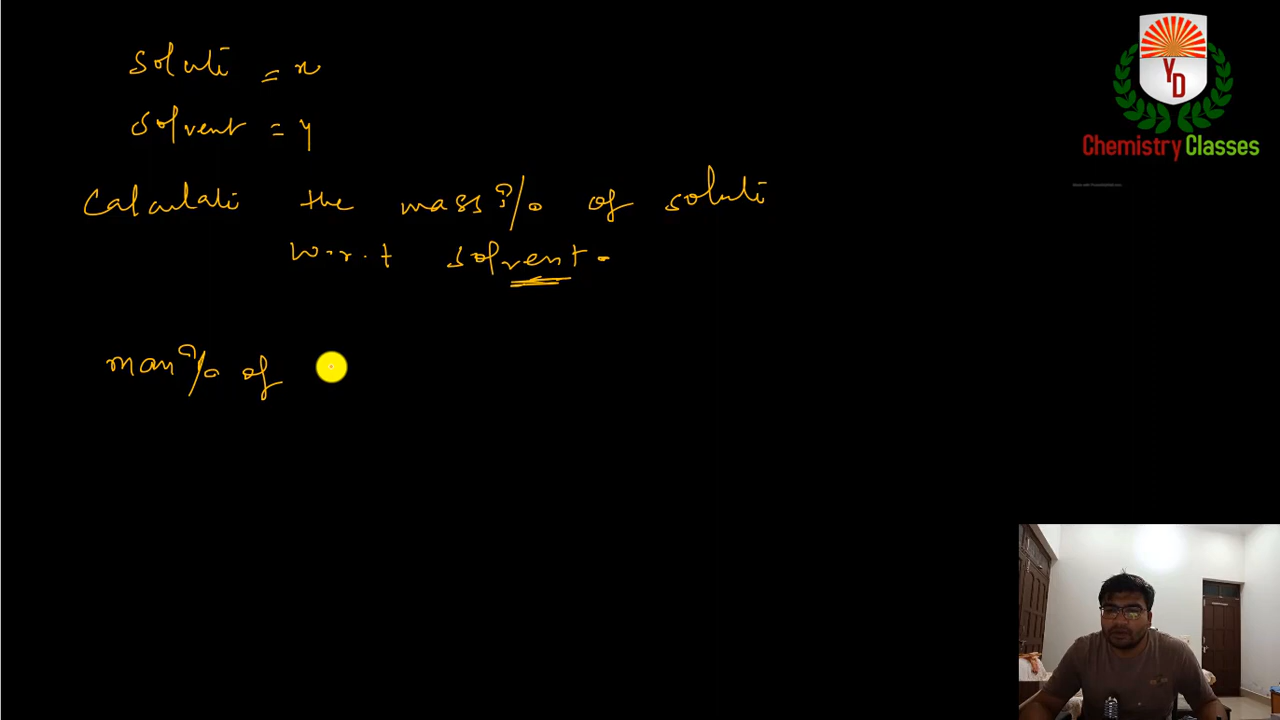 solute = x
solvent = y
Calculate the mass % of solute
w.r.t solvent.
mass % of
YD
Chemistry Classes